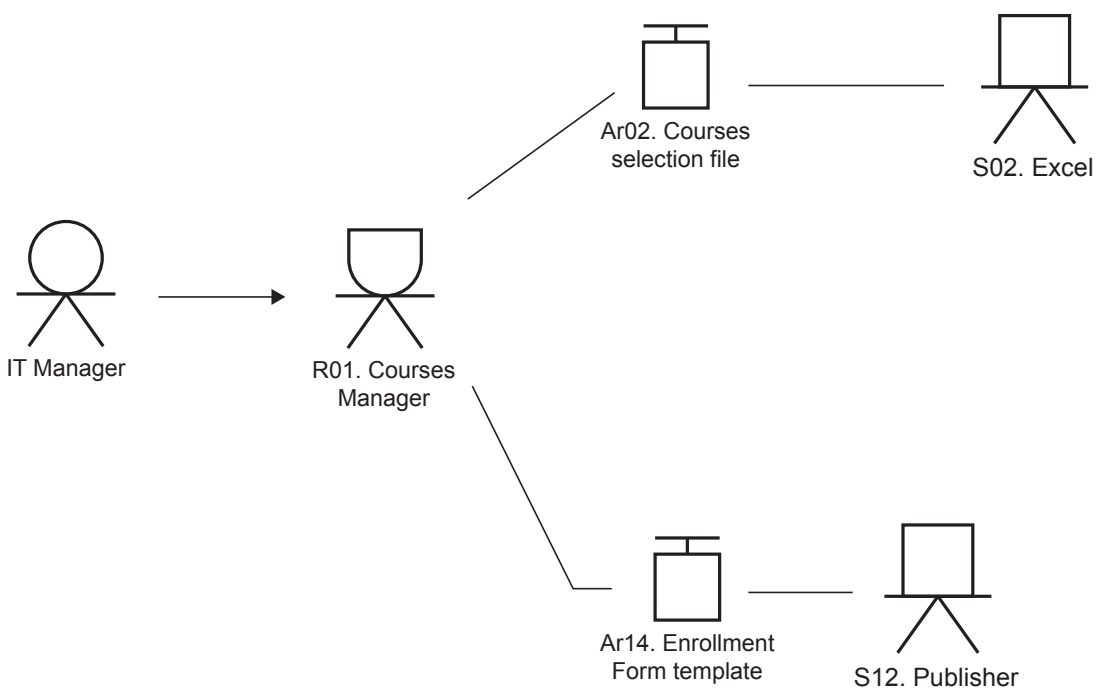 Ar02. Courses
selection file
S02. Excel
IT Manager
R01. Courses
Manager
Ar14. Enrollment
Form template
S12. Publisher